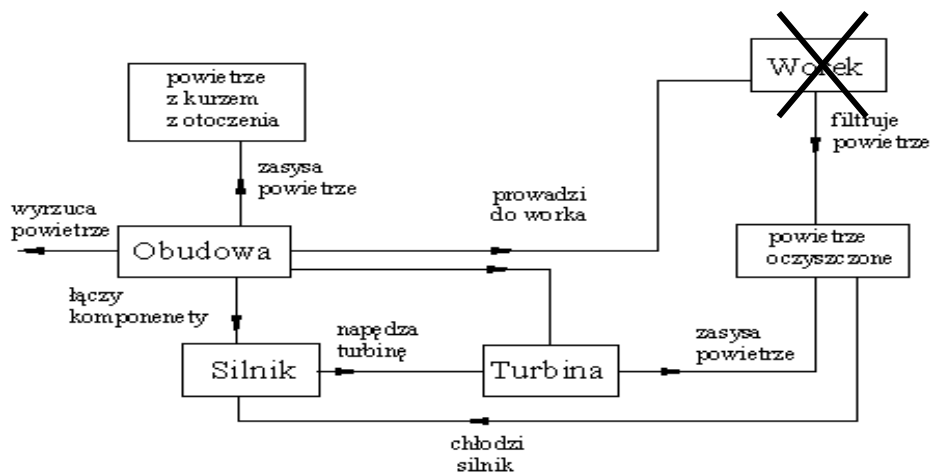 Worek
powietrze
z kurzem
z otoczenia
filtruje
powietrze
zasysa
powietrze
prowadzi
do worka
wyrzuca
powietrze
Obudowa
powietrze
oczyszczone
łączy
komponenety
napędza
turbinę
zasysa
powietrze
Silnik
Turbina
chłodzi
silnik